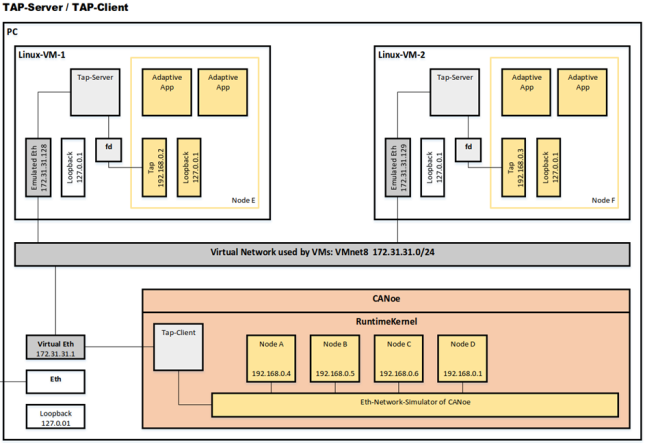 TAP-Server / TAP-Client
PC
Linux-VM-1
Tap-Server
Adaptive
App
Adaptive
App
fd
Emulated Eth
172.31.31.128
Loopback
127.0.0.1
Tap
192.168.0.2
Loopback
127.0.0.1
Node E
Linux-VM-2
Tap-Server
Adaptive
App
Adaptive
App
fd
Emulated Eth
172.31.31.129
Loopback
127.0.0.1
Tap
192.168.0.3
Loopback
127.0.0.1
Node F
Virtual Network used by VMs: VMnet8 172.31.31.0/24
CANoe
RuntimeKernel
Tap-Client
Node A
192.168.0.4
Node B
192.168.0.5
Node C
192.168.0.6
Node D
192.168.0.1
Eth-Network-Simulator of CANoe
Virtual Eth
172.31.31.1
Eth
Loopback
127.0.01